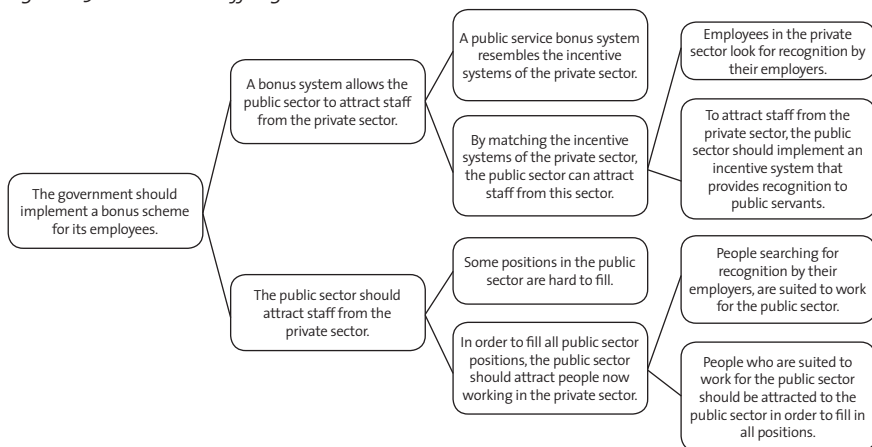 A public service bonus system
resembles the incentive
systems of the private sector.
Employees in the private
sector look for recognition by
their employers.
A bonus system allows the
public sector to attract staff
from the private sector.
By matching the incentive
systems of the private sector,
the public sector can attract
staff from this sector.
To attract staff from the
private sector, the public
sector should implement an
incentive system that
provides recognition to
public servants.
The government should
implement a bonus scheme
for its employees.
Some positions in the public
sector are hard to fill.
People searching for
recognition by their
employers, are suited to work
for the public sector.
The public sector should
attract staff from the
private sector.
In order to fill all public sector
positions, the public sector
should attract people now
working in the private sector.
People who are suited to
work for the public sector
should be attracted to the
public sector in order to fill in
all positions.